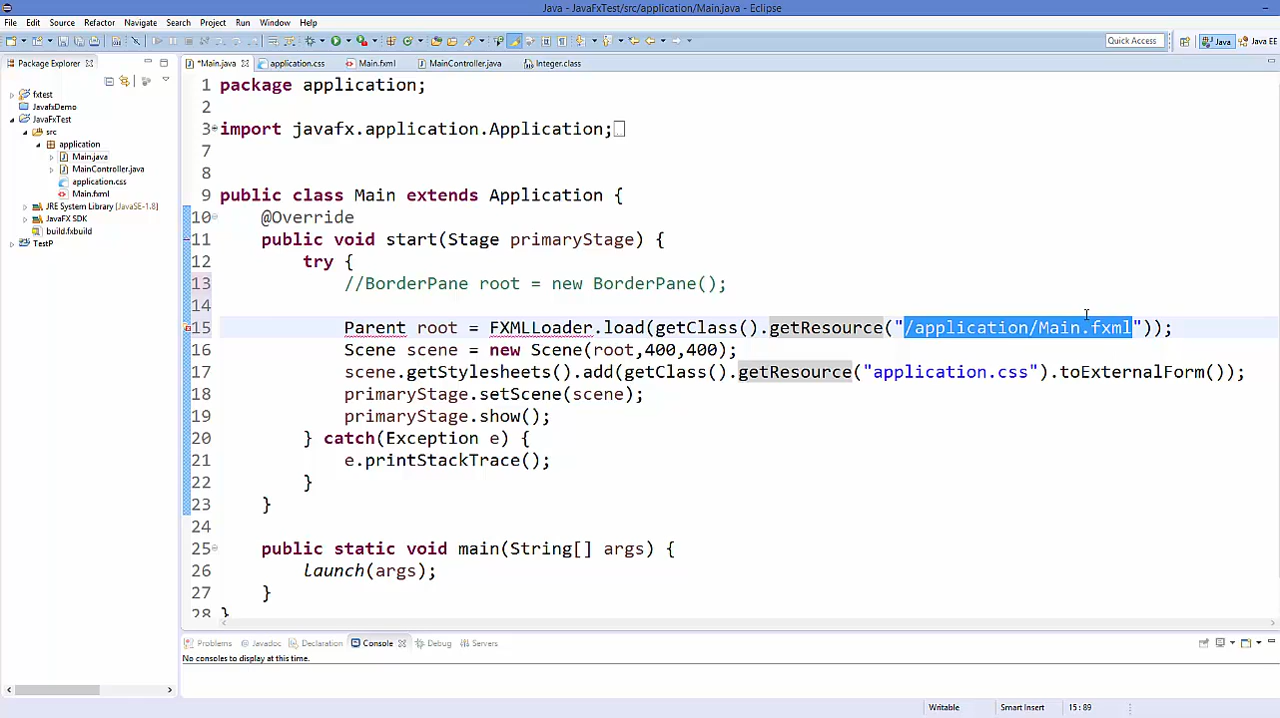 Java - JavaFxTest/src/application/Main.java - Eclipse
File Edit Source Refactor Navigate Search Project Run Window Help
Quick Access Java Java EE
Package Explorer
fxtest
JavafxDemo
JavaFxTest
src
application
Main.java
MainController.java
application.css
Main.fxml
JRE System Library [JavaSE-1.8]
JavaFX SDK
build.fxbuild
TestP
*Main.java application.css Main.fxml MainController.java Integer.class
1 package application;
2
3 import javafx.application.Application;
7
8
9 public class Main extends Application {
10 @Override
11 public void start(Stage primaryStage) {
12 try {
13 //BorderPane root = new BorderPane();
14
15 Parent root = FXMLLoader.load(getClass().getResource("/application/Main.fxml"));
16 Scene scene = new Scene(root,400,400);
17 scene.getStylesheets().add(getClass().getResource("application.css").toExternalForm());
18 primaryStage.setScene(scene);
19 primaryStage.show();
20 } catch(Exception e) {
21 e.printStackTrace();
22 }
23 }
24
25 public static void main(String[] args) {
26 launch(args);
27 }
28 }
Problems Javadoc Declaration Console Debug Servers
No consoles to display at this time.
Writable Smart Insert 15 : 89